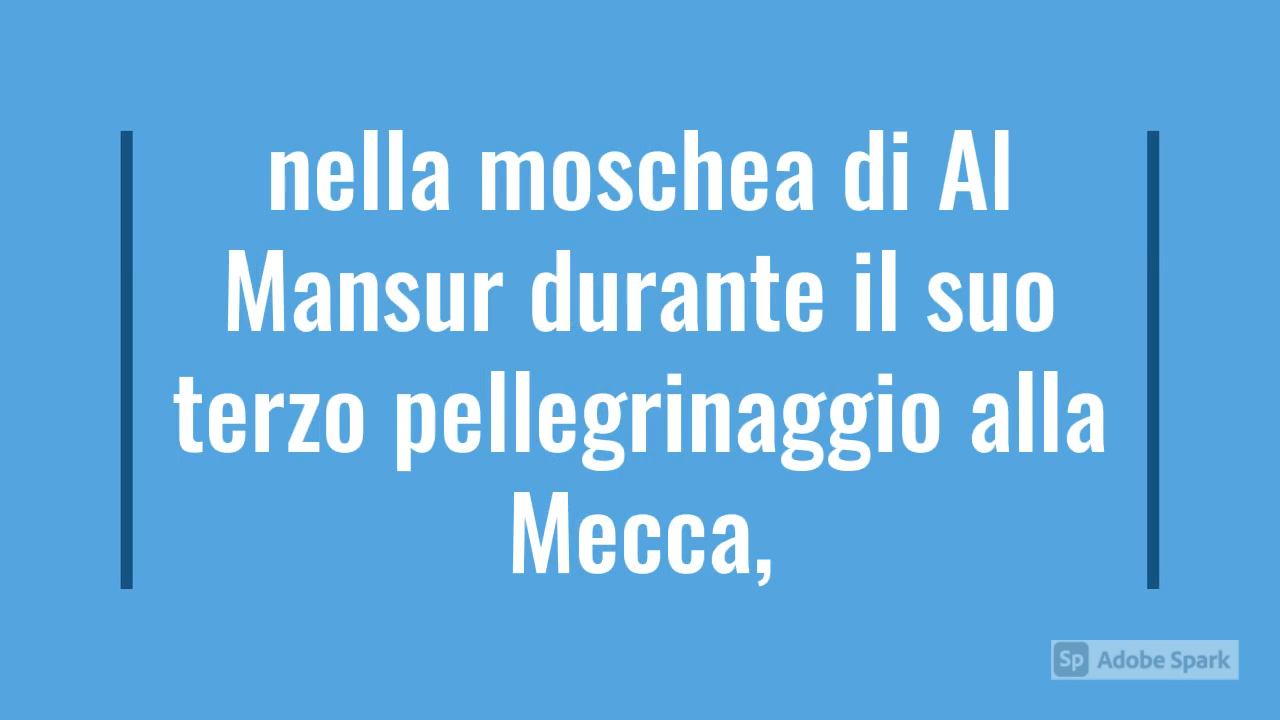 nella moschea di Al
Mansur durante il suo
terzo pellegrinaggio alla
Mecca,
Sp Adobe Spark